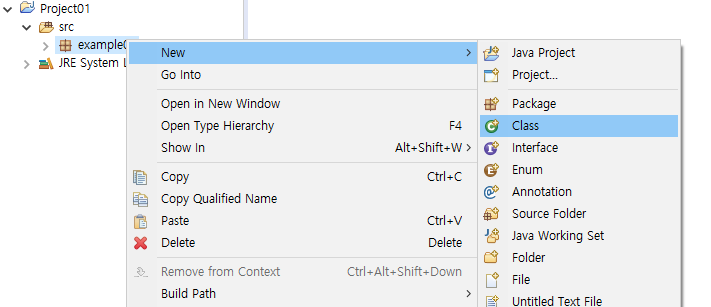 Project01
src
example0
JRE System L
New
Go Into
Open in New Window
Open Type Hierarchy F4
Show In Alt+Shift+W
Copy Ctrl+C
Copy Qualified Name
Paste Ctrl+V
Delete Delete
Remove from Context Ctrl+Alt+Shift+Down
Build Path
Java Project
Project...
Package
Class
Interface
Enum
Annotation
Source Folder
Java Working Set
Folder
File
Untitled Text File